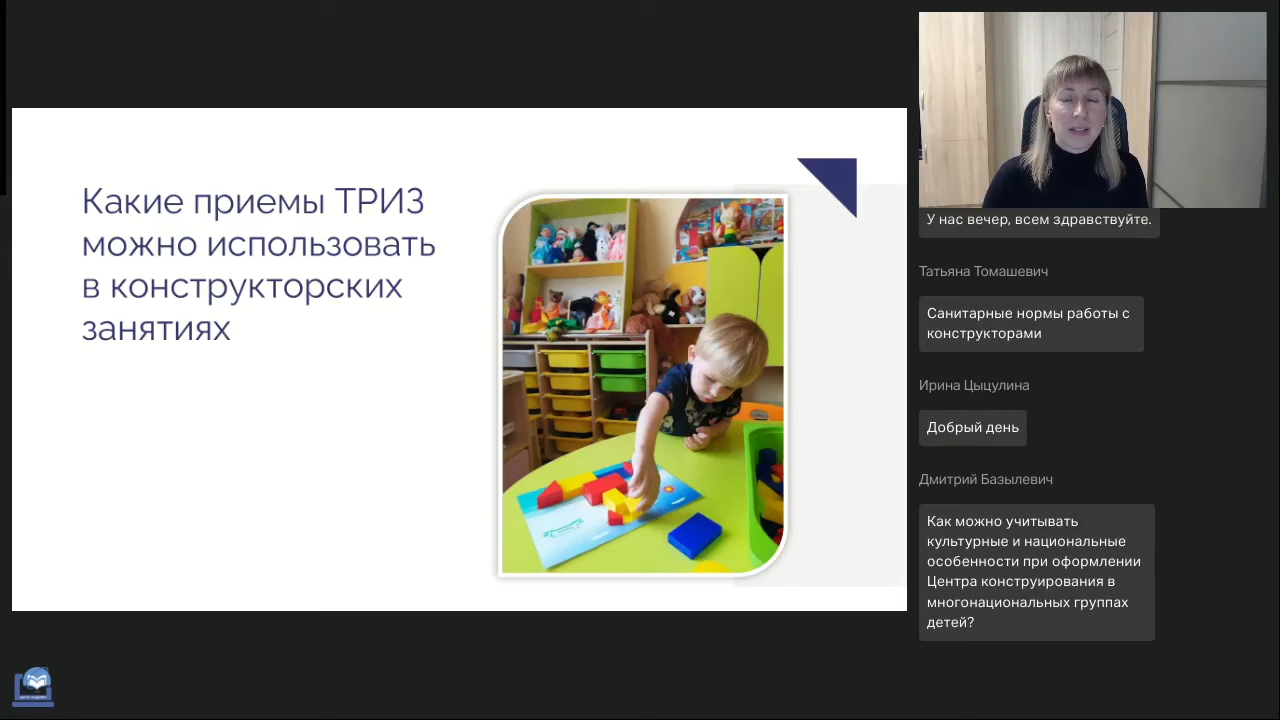 Какие приемы ТРИЗ
можно использовать
в конструкторских
занятиях
У нас вечер, всем здравствуйте.
Татьяна Томашевич
Санитарные нормы работы с
конструкторами
Ирина Цыцулина
Добрый день
Дмитрий Базылевич
Как можно учитывать
культурные и национальные
особенности при оформлении
Центра конструирования в
многонациональных группах
детей?